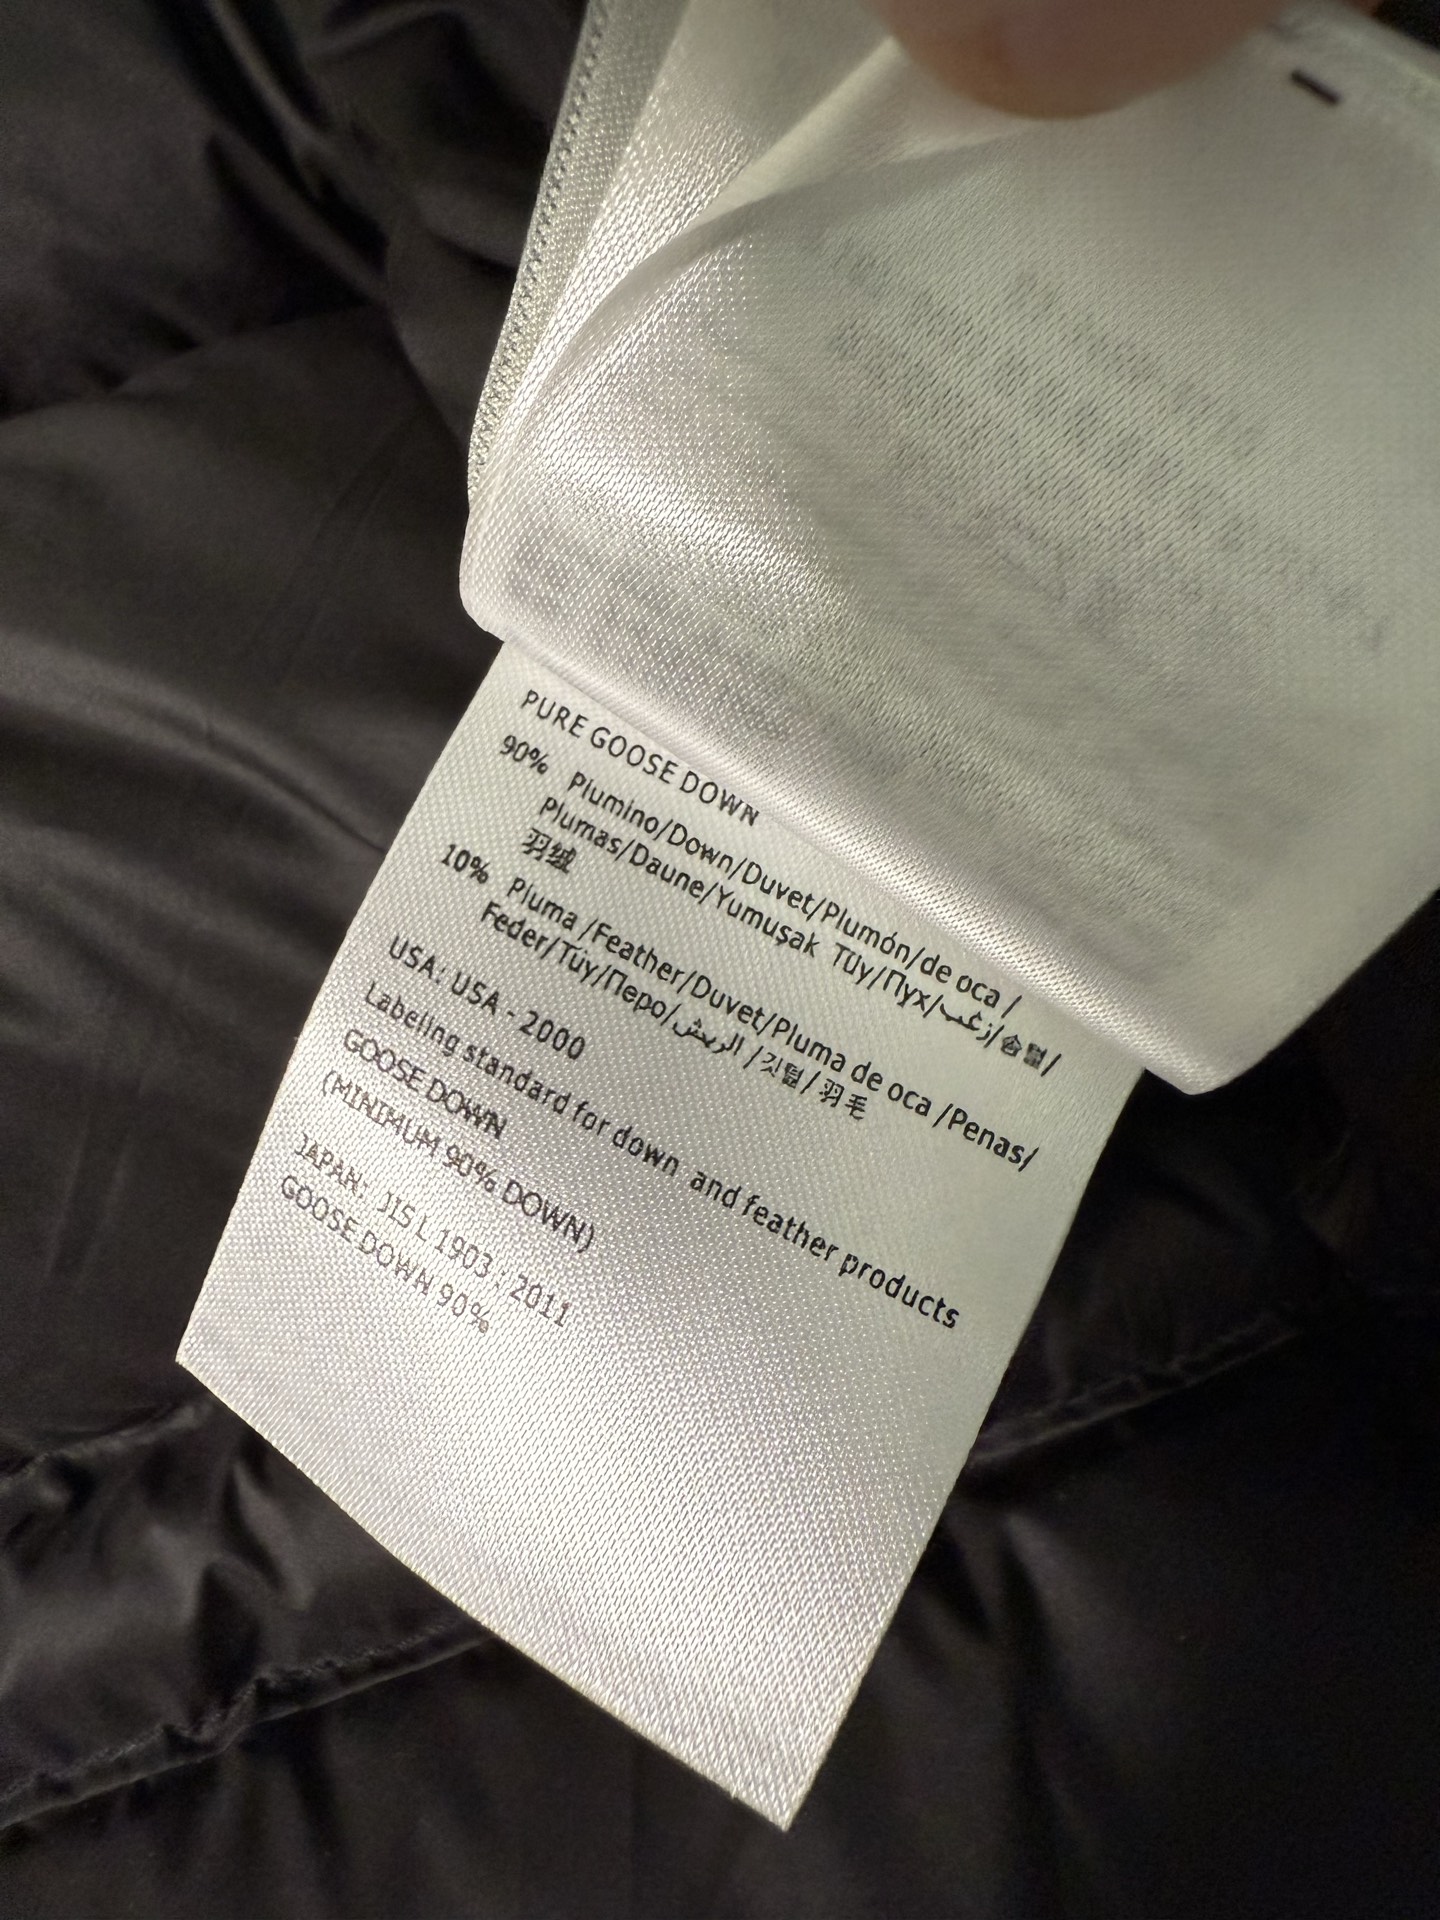 PURE GOOSE DOWN
90% Plumino/Down/Duvet/Plumón/de oca /
Plumas/Daune/Yumuşak Tüy/Пух/زغب/솜털/
羽绒
10% Pluma /Feather/Duvet/Pluma de oca /Penas/
Feder/Tüy/Перо/الريش /깃털/ 羽毛
USA: USA - 2000
Labeling standard for down and feather products
GOOSE DOWN
(MINIMUM 90% DOWN)
JAPAN: JIS L 1903 : 2011
GOOSE DOWN 90%